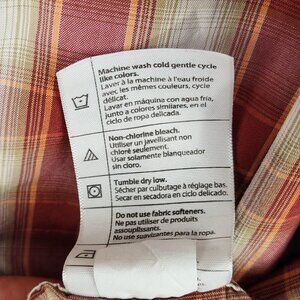 Machine wash cold gentle cycle
like colors.
Laver à la machine à l'eau froide
avec les mêmes couleurs, cycle
délicat.
Lavar en máquina con agua fria,
junto a colores similares, en el
ciclo de ropa delicada.
Non-chlorine bleach.
Utiliser un javellisant non
chloré seulement.
Usar solamente blanqueador
sin cloro.
Tumble dry low.
Sécher par culbutage à réglage bas.
Secar en secadora en ciclo delicado.
Do not use fabric softeners.
Ne pas utiliser de produits
assouplissants.
No use suavizantes para la ropa.